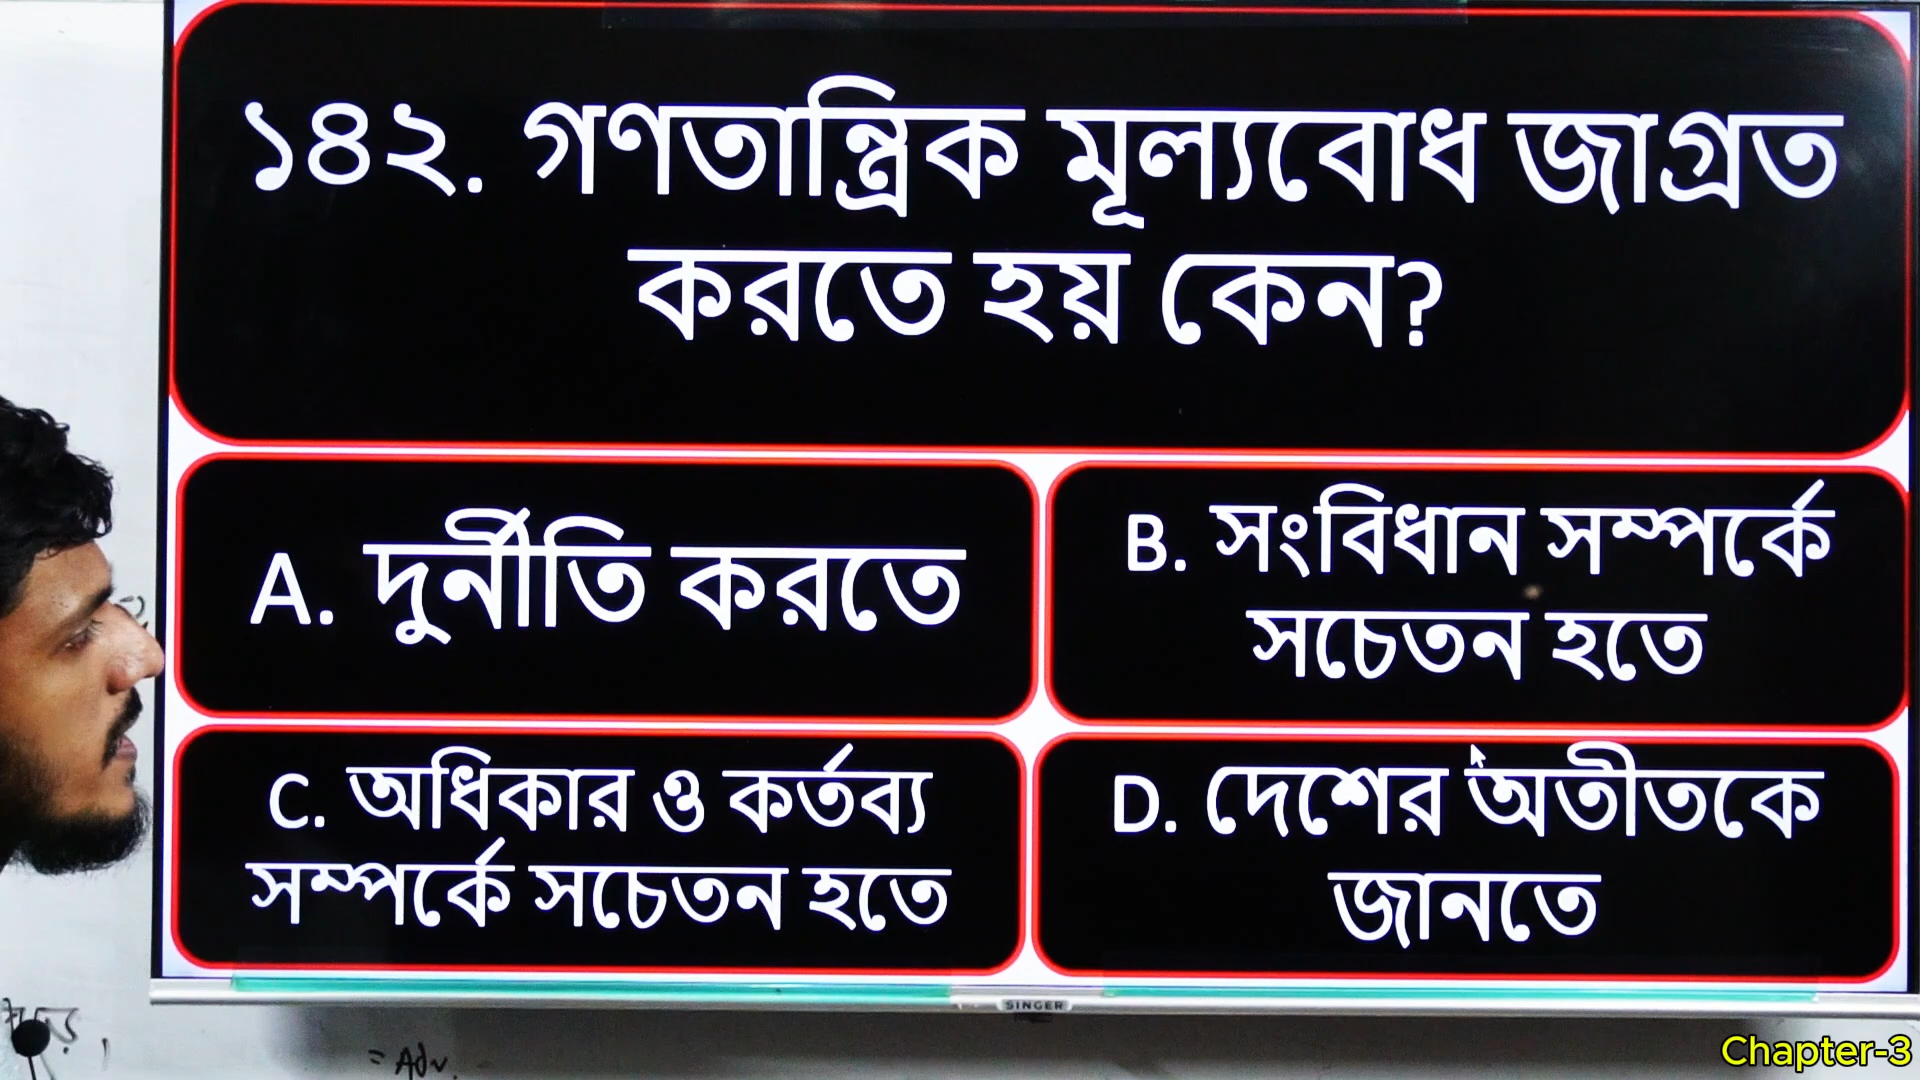 ১৪২. গণতান্ত্রিক মূল্যবোধ জাগ্রত
করতে হয় কেন?
A. দুর্নীতি করতে
B. সংবিধান সম্পর্কে
সচেতন হতে
C. অধিকার ও কর্তব্য
সম্পর্কে সচেতন হতে
D. দেশের অতীতকে
জানতে
SINGER
= Adv.
Chapter-3